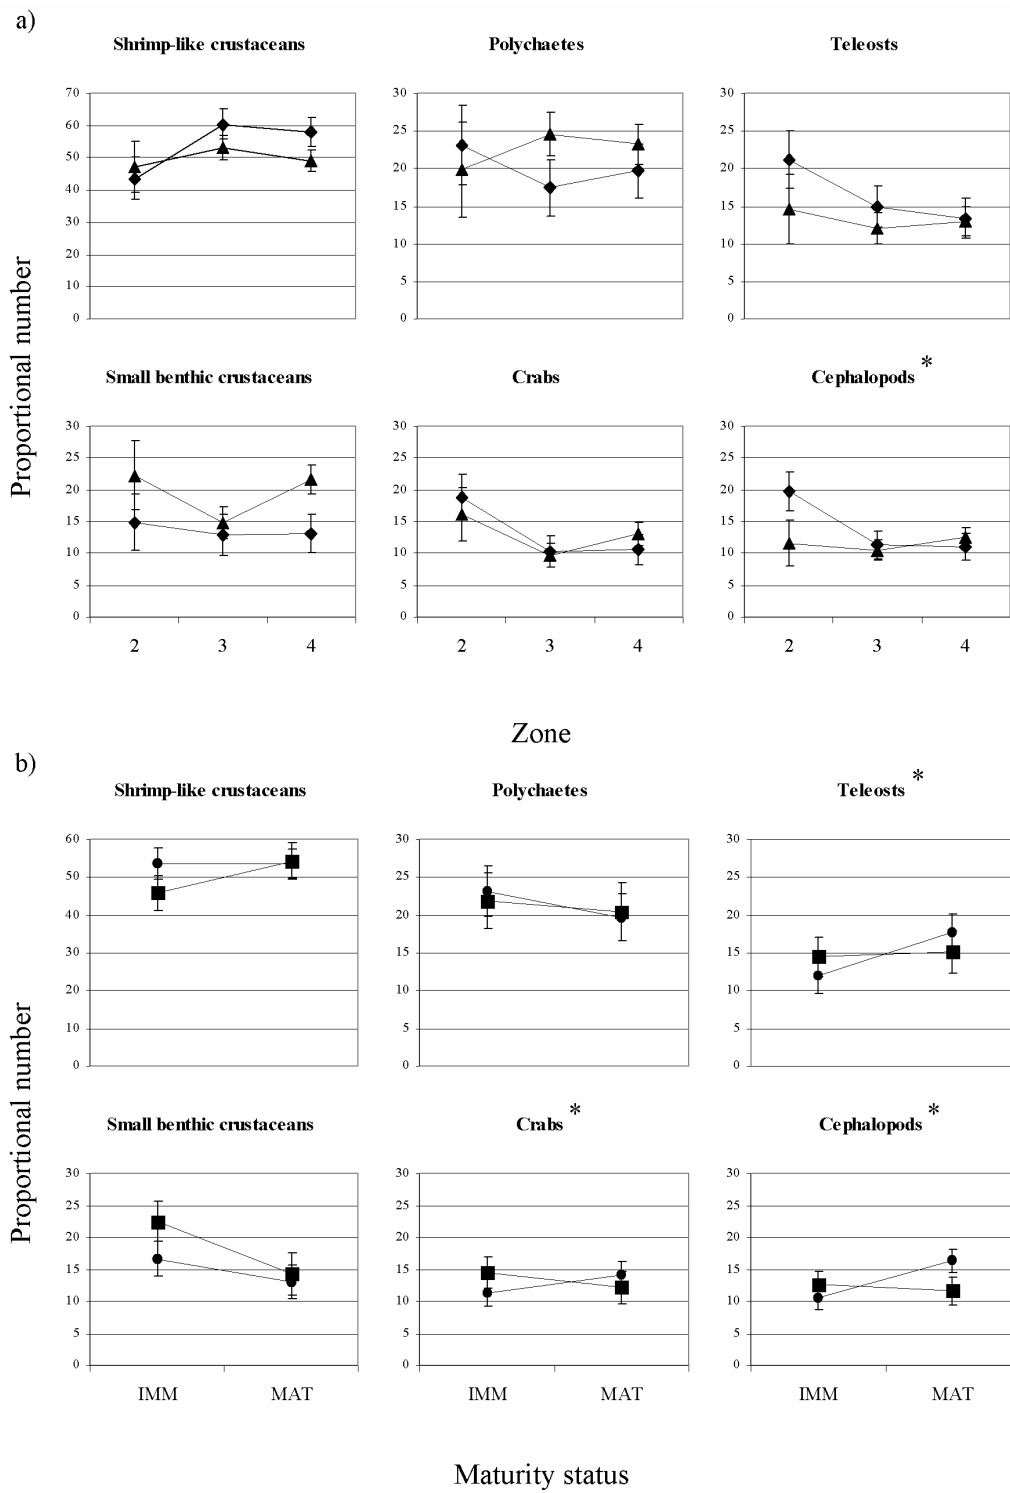 a)
Shrimp-like crustaceans Polychaetes Teleosts
70 30 30
60 25 25
50 20 20
40 15 15
30 10 10
20 5 5
10 0 0
0
Proportional number
Small benthic crustaceans Crabs Cephalopods *
30 30 30
25 25 25
20 20 20
15 15 15
10 10 10
5 5 5
0 0 0
2 3 4 2 3 4 2 3 4
Zone
b)
Shrimp-like crustaceans Polychaetes Teleosts *
60 30 30
50 25 25
40 20 20
30 15 15
20 10 10
10 5 5
0 0 0
Proportional number
Small benthic crustaceans Crabs * Cephalopods *
30 30 30
25 25 25
20 20 20
15 15 15
10 10 10
5 5 5
0 0 0
IMM MAT IMM MAT IMM MAT
Maturity status